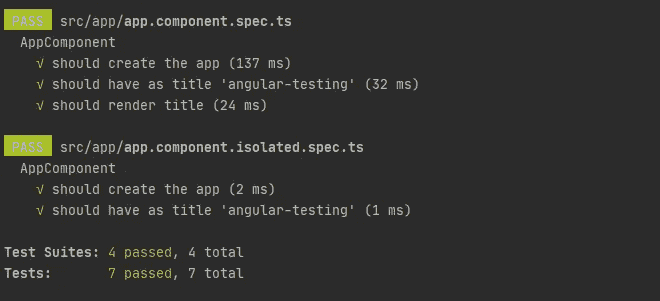 PASS src/app/app.component.spec.ts
AppComponent
√ should create the app (137 ms)
√ should have as title 'angular-testing' (32 ms)
√ should render title (24 ms)
PASS src/app/app.component.isolated.spec.ts
AppComponent
√ should create the app (2 ms)
√ should have as title 'angular-testing' (1 ms)
Test Suites: 4 passed, 4 total
Tests: 7 passed, 7 total